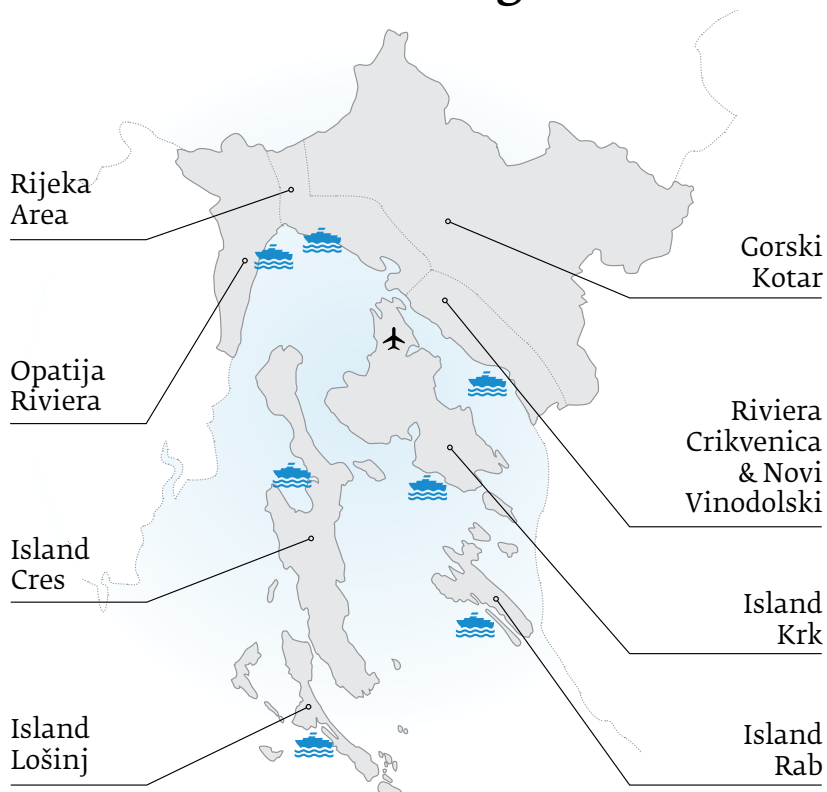 Rijeka
Area
Opatija
Riviera
Island
Cres
Island
Lošinj
Gorski
Kotar
Riviera
Crikvenica
& Novi
Vinodolski
Island
Krk
Island
Rab